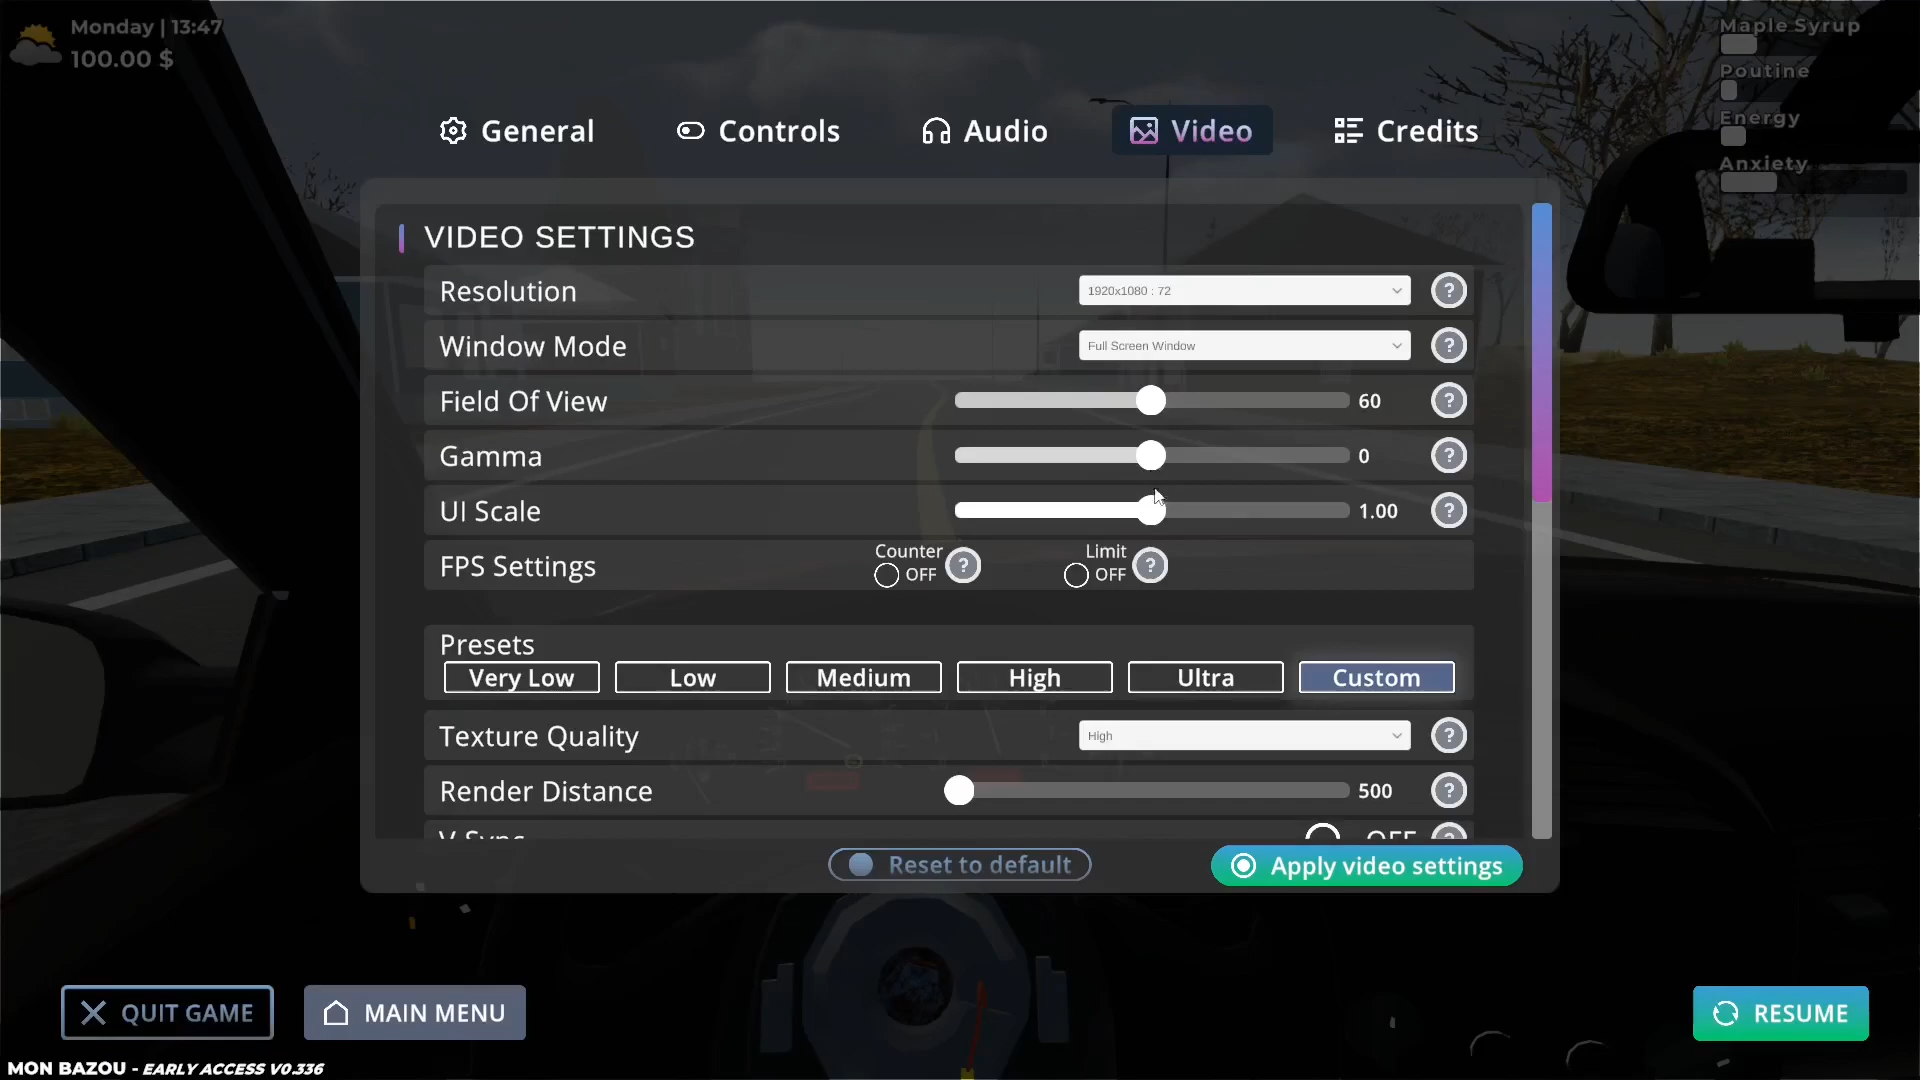 Monday | 13:47
100.00 $
Maple Syrup
Poutine
Energy
Anxiety
General
Controls
Audio
Video
Credits
VIDEO SETTINGS
Resolution
1920x1080 : 72
?
Window Mode
Full Screen Window
?
Field Of View
60
?
Gamma
0
?
UI Scale
1.00
?
FPS Settings
Counter
OFF
?
Limit
OFF
?
Presets
Very Low
Low
Medium
High
Ultra
Custom
Texture Quality
High
?
Render Distance
500
?
V-Sync
OFF
?
Reset to default
Apply video settings
QUIT GAME
MAIN MENU
RESUME
MON BAZOU - EARLY ACCESS V0.336